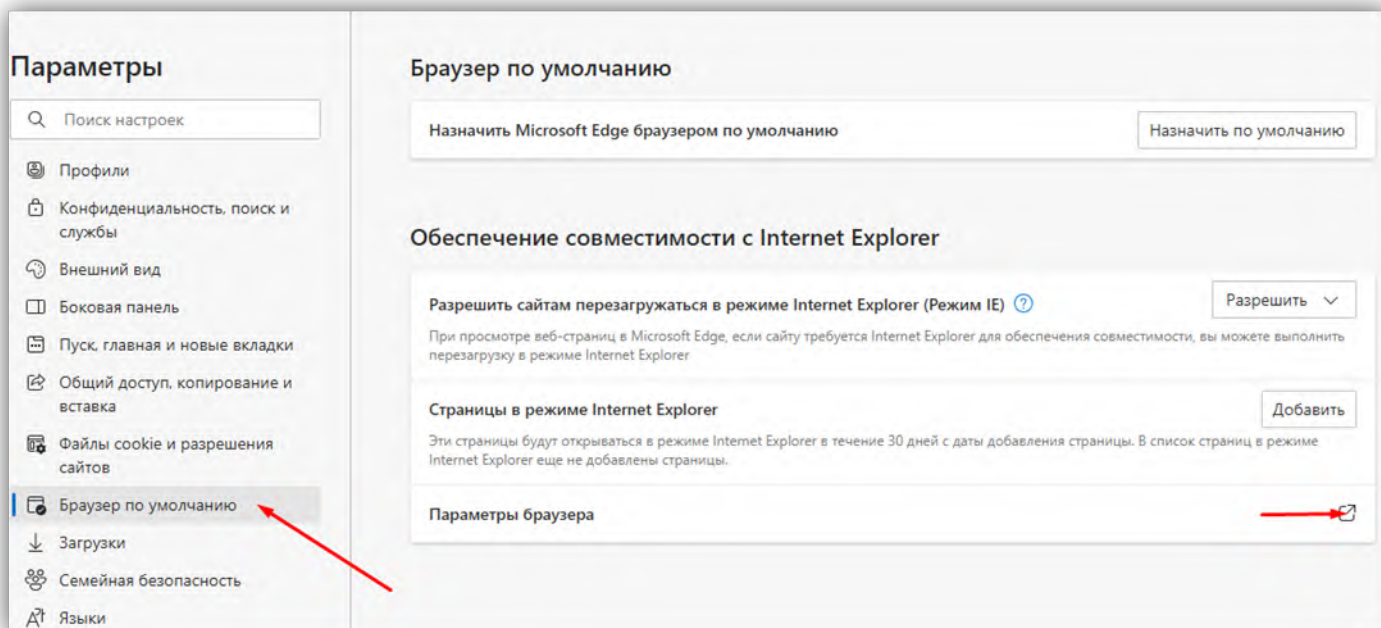 Параметры
Поиск настроек
Профили
Конфиденциальность, поиск и
службы
Внешний вид
Боковая панель
Пуск, главная и новые вкладки
Общий доступ, копирование и
вставка
Файлы cookie и разрешения
сайтов
Браузер по умолчанию
Загрузки
Семейная безопасность
Языки
Браузер по умолчанию
Назначить Microsoft Edge браузером по умолчанию
Назначить по умолчанию
Обеспечение совместимости с Internet Explorer
Разрешить сайтам перезагружаться в режиме Internet Explorer (Режим IE)
Разрешить
При просмотре веб-страниц в Microsoft Edge, если сайту требуется Internet Explorer для обеспечения совместимости, вы можете выполнить
перезагрузку в режиме Internet Explorer
Страницы в режиме Internet Explorer
Добавить
Эти страницы будут открываться в режиме Internet Explorer в течение 30 дней с даты добавления страницы. В список страниц в режиме
Internet Explorer еще не добавлены страницы.
Параметры браузера